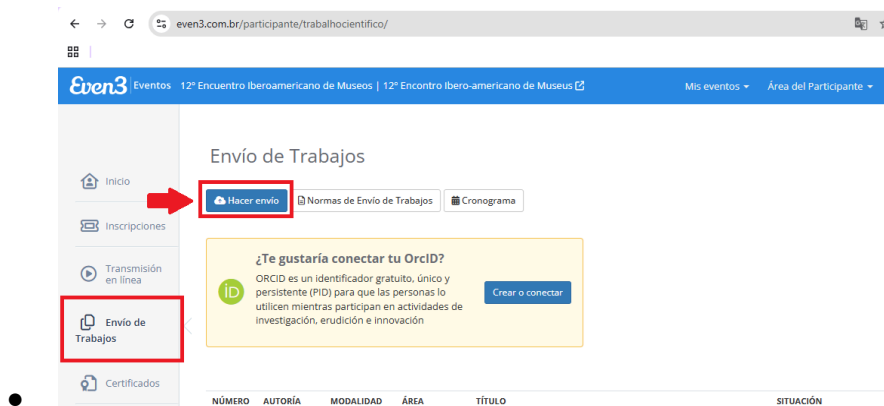 even3.com.br/participante/trabalhocientifico/
Even3 Eventos 12° Encuentro Iberoamericano de Museos | 12° Encontro Ibero-americano de Museus Mis eventos Área del Participante
Envío de Trabajos
Inicio
Hacer envío Normas de Envío de Trabajos Cronograma
Inscripciones
¿Te gustaría conectar tu OrcID?
ORCID es un identificador gratuito, único y
persistente (PID) para que las personas lo
utilicen mientras participan en actividades de
investigación, erudición e innovación
iD
Crear o conectar
Transmisión
en línea
Envío de
Trabajos
Certificados
NÚMERO AUTORÍA MODALIDAD ÁREA TÍTULO SITUACIÓN